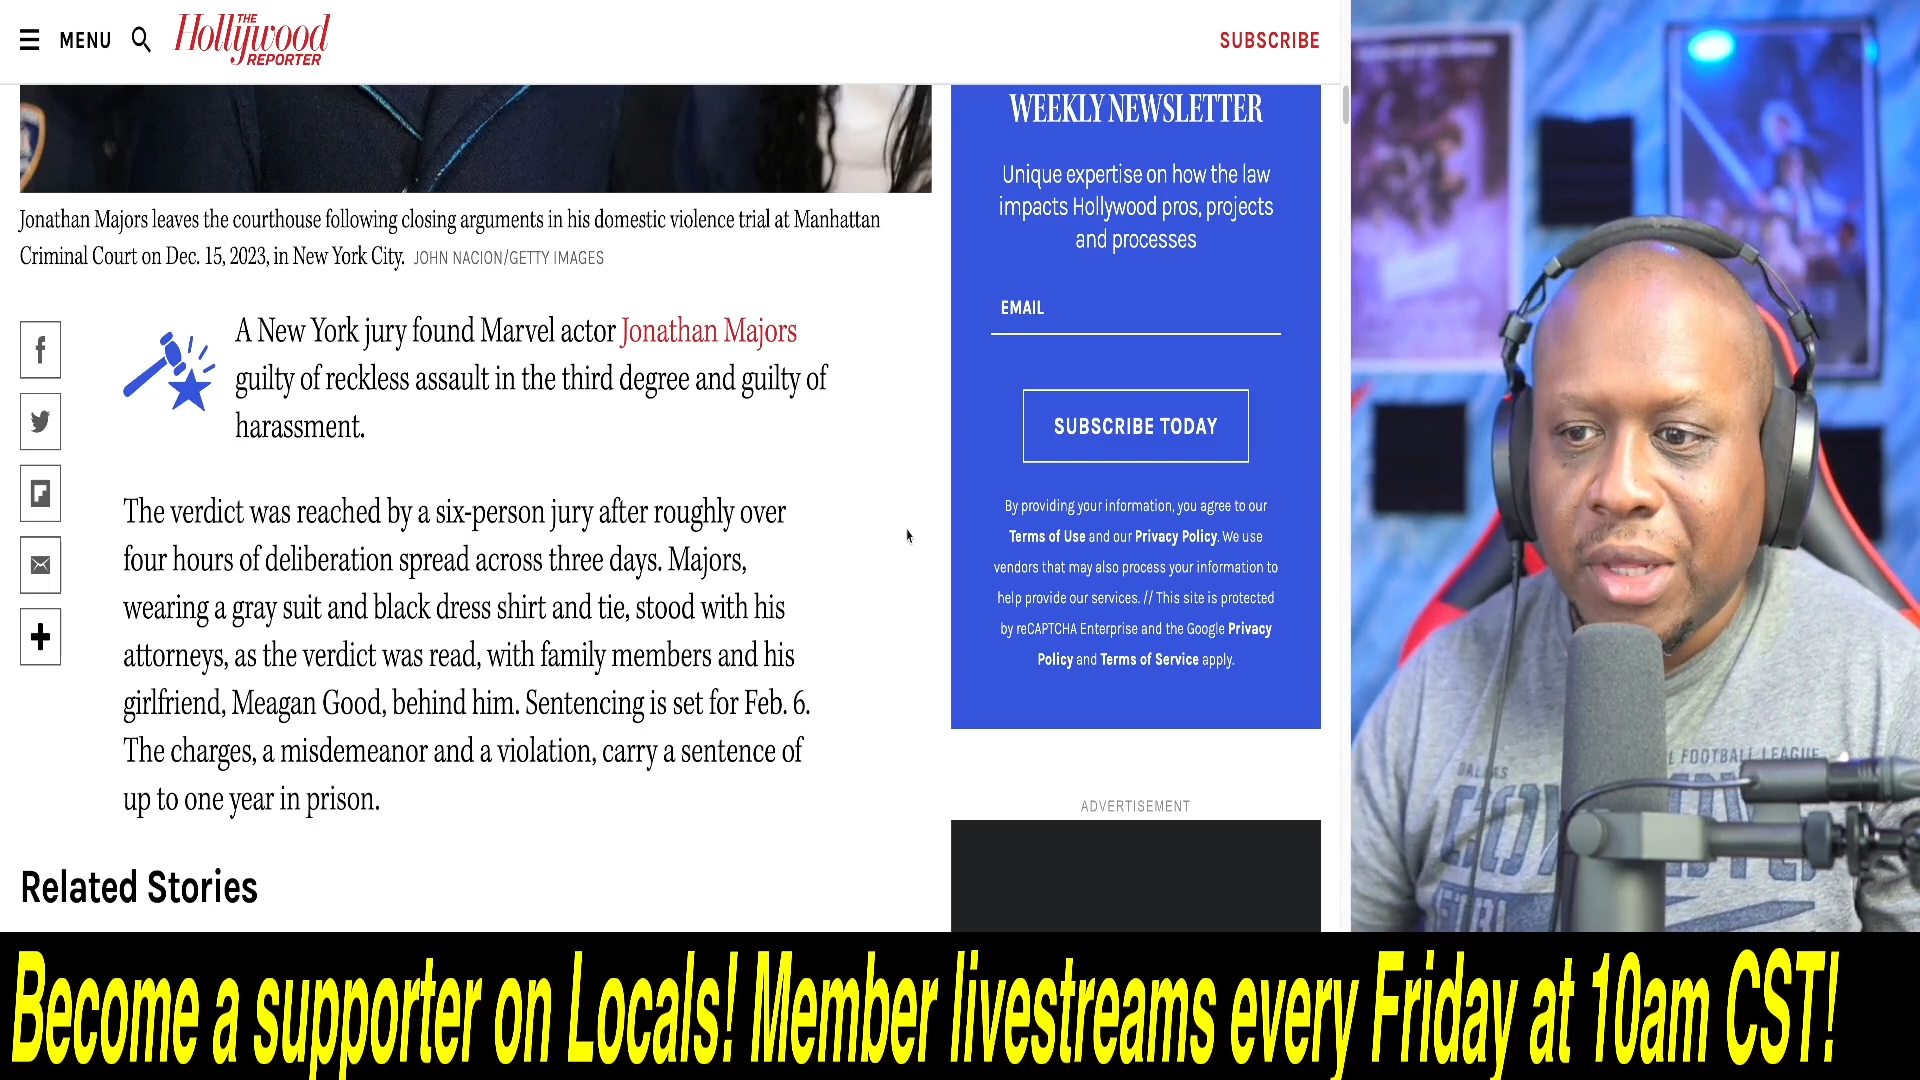 MENU
THE
Hollywood
REPORTER
SUBSCRIBE
Jonathan Majors leaves the courthouse following closing arguments in his domestic violence trial at Manhattan
Criminal Court on Dec. 15, 2023, in New York City. JOHN NACION/GETTY IMAGES
A New York jury found Marvel actor Jonathan Majors
guilty of reckless assault in the third degree and guilty of
harassment.
The verdict was reached by a six-person jury after roughly over
four hours of deliberation spread across three days. Majors,
wearing a gray suit and black dress shirt and tie, stood with his
attorneys, as the verdict was read, with family members and his
girlfriend, Meagan Good, behind him. Sentencing is set for Feb. 6.
The charges, a misdemeanor and a violation, carry a sentence of
up to one year in prison.
Related Stories
WEEKLY NEWSLETTER
Unique expertise on how the law
impacts Hollywood pros, projects
and processes
EMAIL
SUBSCRIBE TODAY
By providing your information, you agree to our
Terms of Use and our Privacy Policy. We use
vendors that may also process your information to
help provide our services. // This site is protected
by reCAPTCHA Enterprise and the Google Privacy
Policy and Terms of Service apply.
ADVERTISEMENT
L FOOTBALL LEAGUE
Become a supporter on Locals! Member livestreams every Friday at 10am CST!